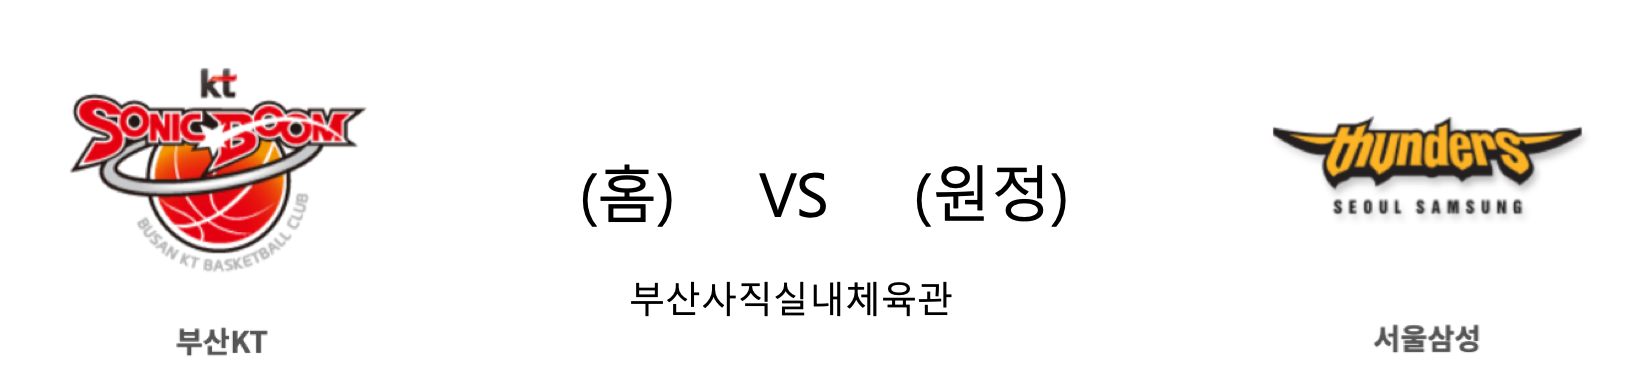 kt
SONIC BOOM
BUSAN KT BASKETBALL CLUB
부산KT
(홈) VS (원정)
부산사직실내체육관
thunders
SEOUL SAMSUNG
서울삼성